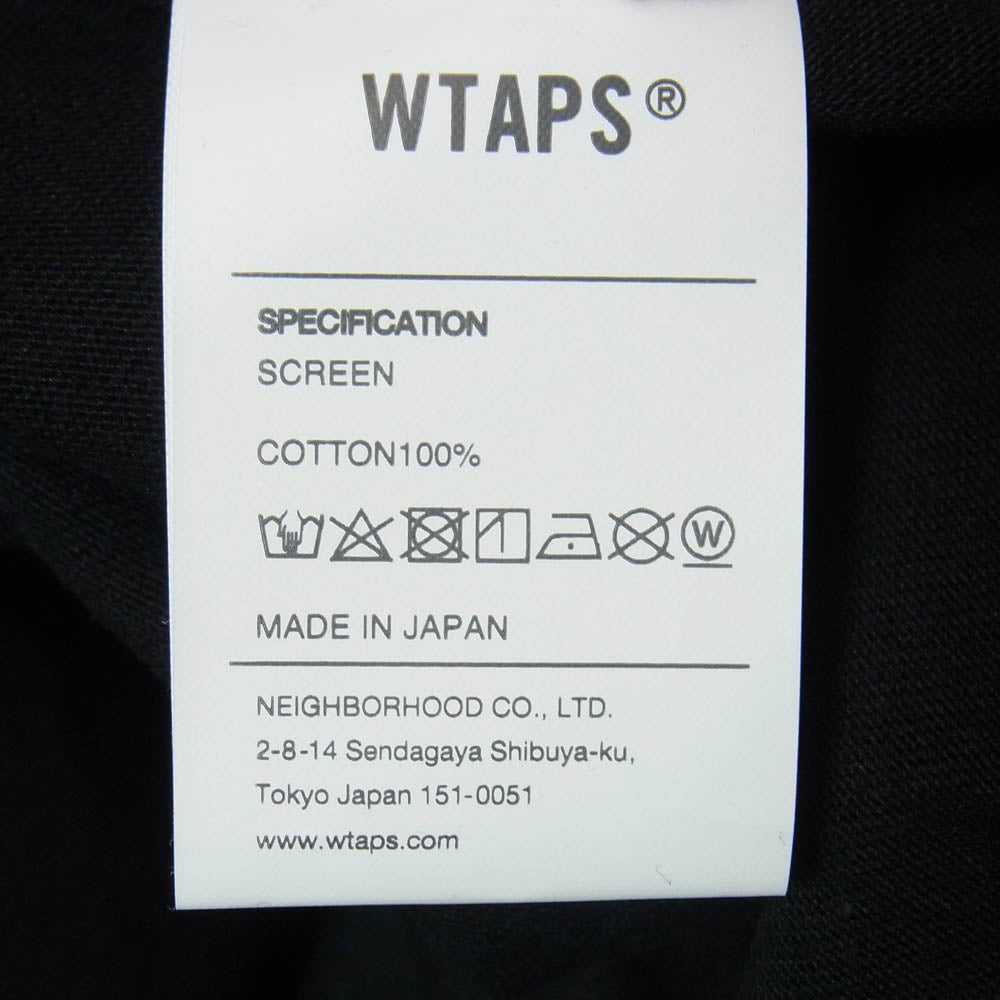 WTAPS®
SPECIFICATION
SCREEN
COTTON100%
W
MADE IN JAPAN
NEIGHBORHOOD CO., LTD.
2-8-14 Sendagaya Shibuya-ku,
Tokyo Japan 151-0051
www.wtaps.com